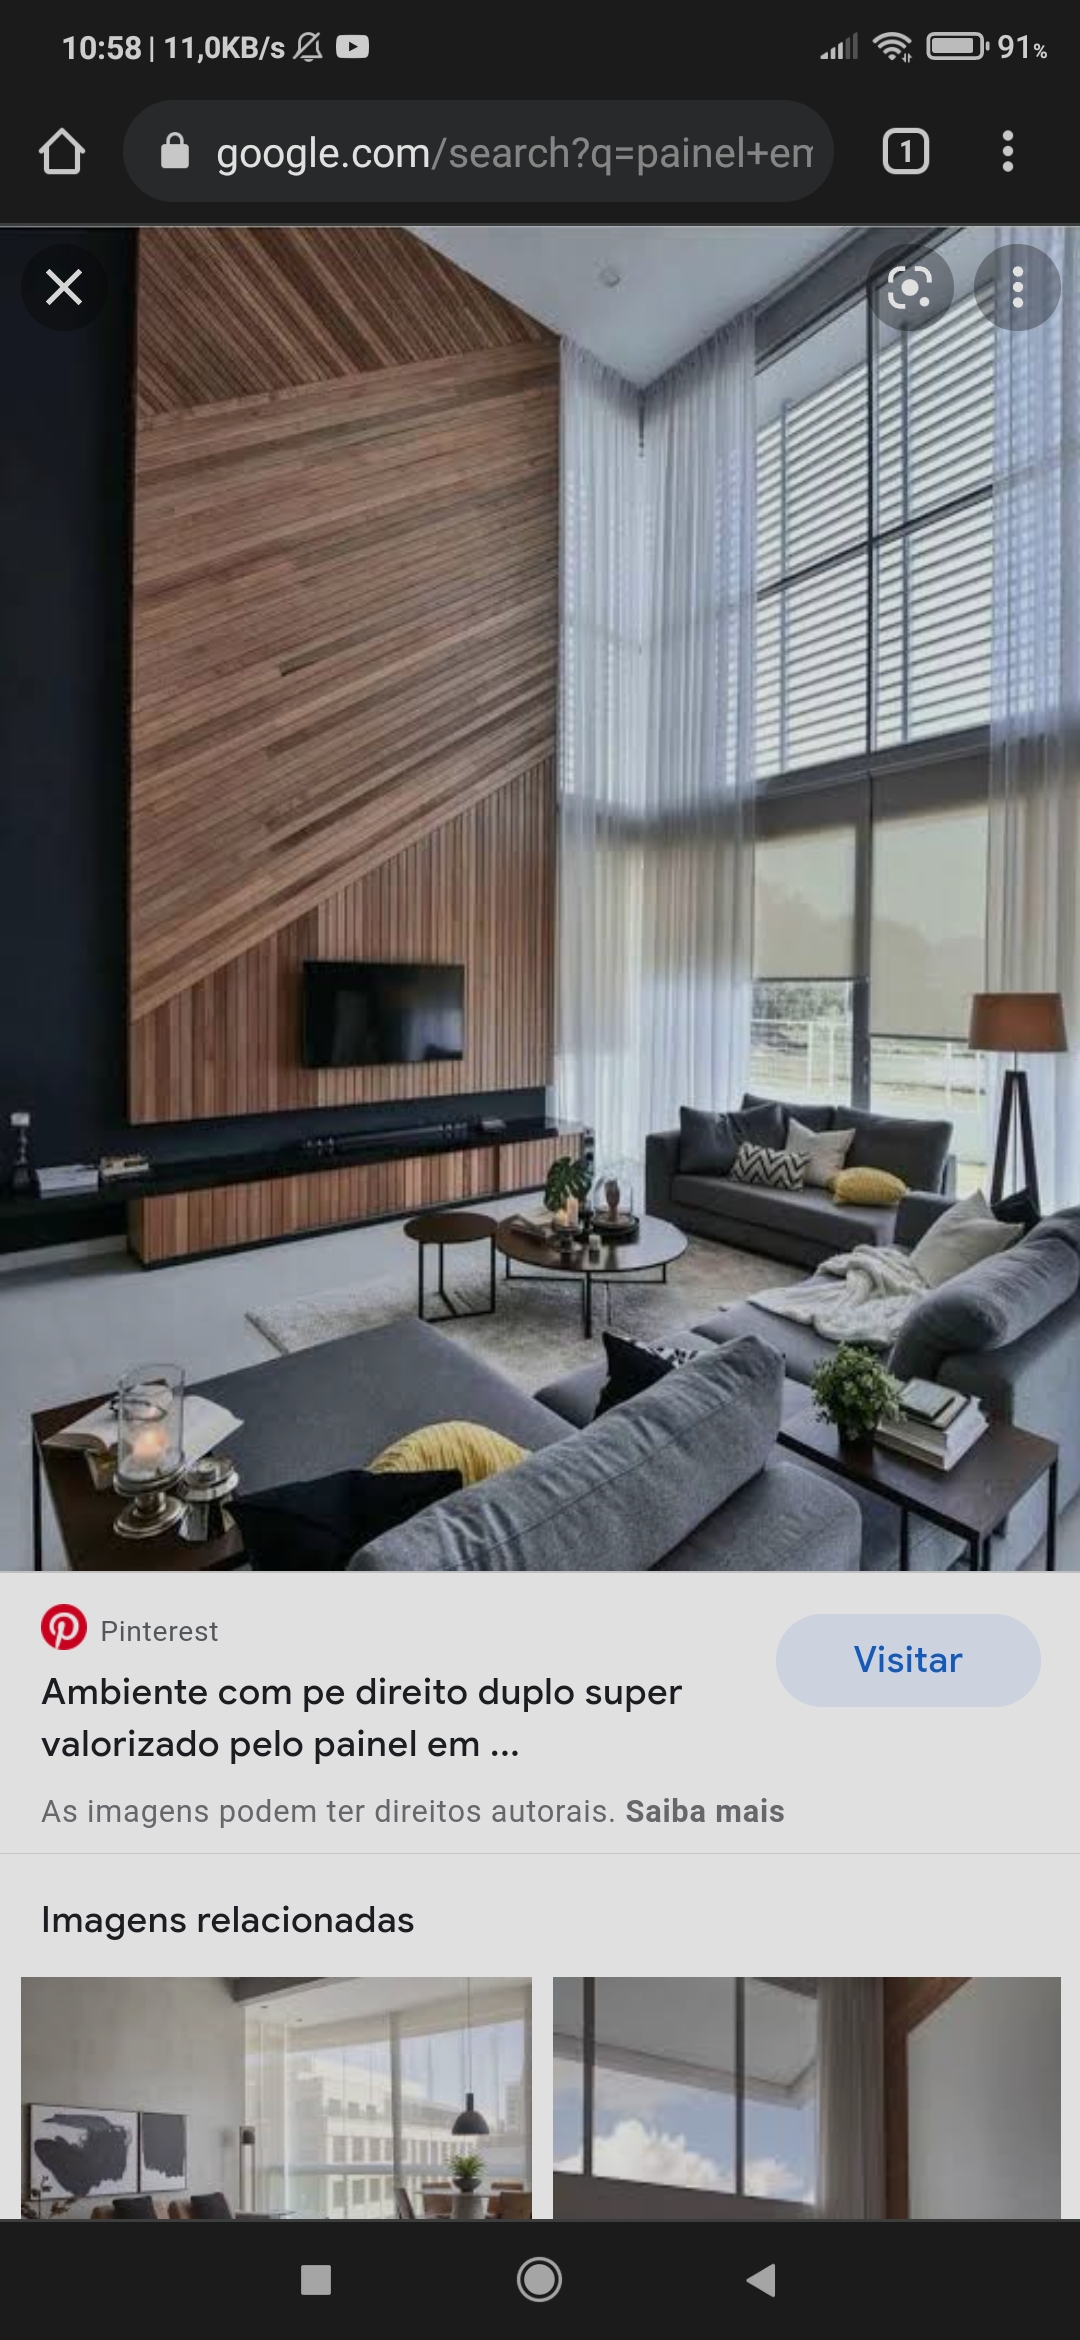 10:58 | 11,0KB/s
91%
google.com/search?q=painel+em
1
Pinterest
Visitar
Ambiente com pe direito duplo super
valorizado pelo painel em ...
As imagens podem ter direitos autorais. Saiba mais
Imagens relacionadas